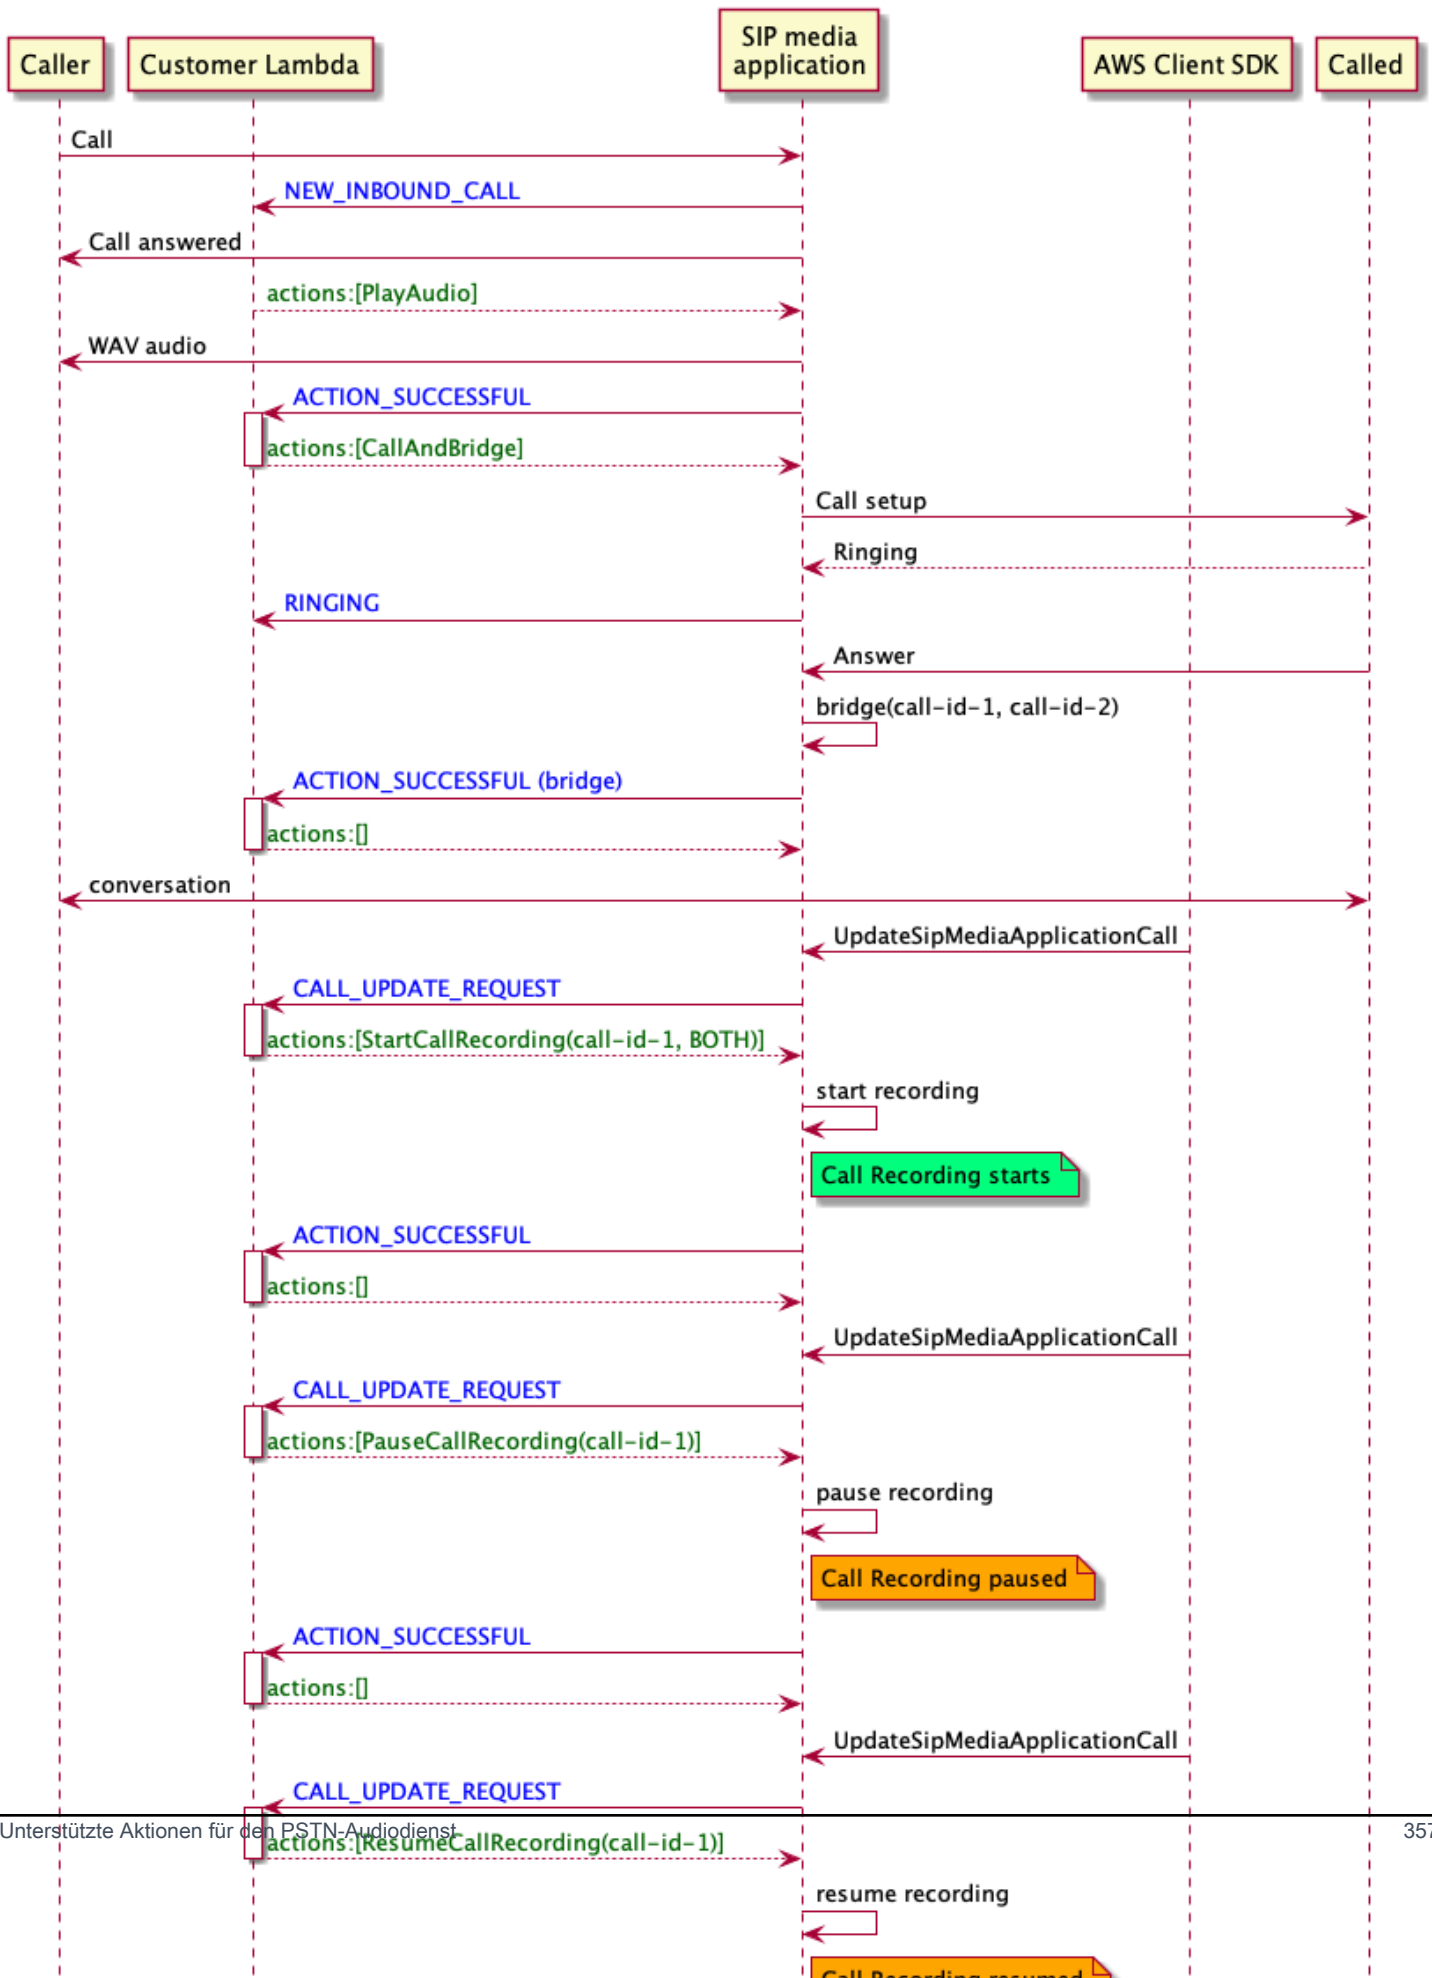 Caller
Customer Lambda
SIP media
application
AWS Client SDK
Called
Call
NEW_INBOUND_CALL
Call answered
actions:[PlayAudio]
WAV audio
ACTION_SUCCESSFUL
actions:[CallAndBridge]
Call setup
Ringing
RINGING
Answer
bridge(call-id-1, call-id-2)
ACTION_SUCCESSFUL (bridge)
actions:[]
conversation
UpdateSipMediaApplicationCall
CALL_UPDATE_REQUEST
actions:[StartCallRecording(call-id-1, BOTH)]
start recording
Call Recording starts
ACTION_SUCCESSFUL
actions:[]
UpdateSipMediaApplicationCall
CALL_UPDATE_REQUEST
actions:[PauseCallRecording(call-id-1)]
pause recording
Call Recording paused
ACTION_SUCCESSFUL
actions:[]
UpdateSipMediaApplicationCall
CALL_UPDATE_REQUEST
Unterstützte Aktionen für den PSTN-Audiodienst
357
actions:[ResumeCallRecording(call-id-1)]
resume recording
Call Recording resumed